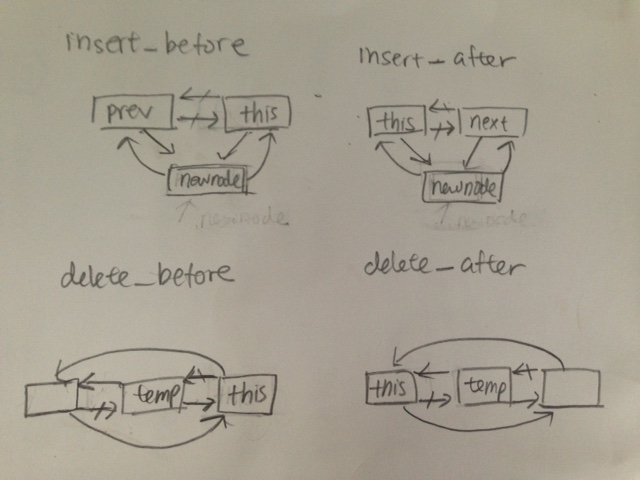 insert_before
insert_after
prev
this
newnode
newnode
this
next
newnode
newnode
delete_before
delete_after
temp
this
this
temp